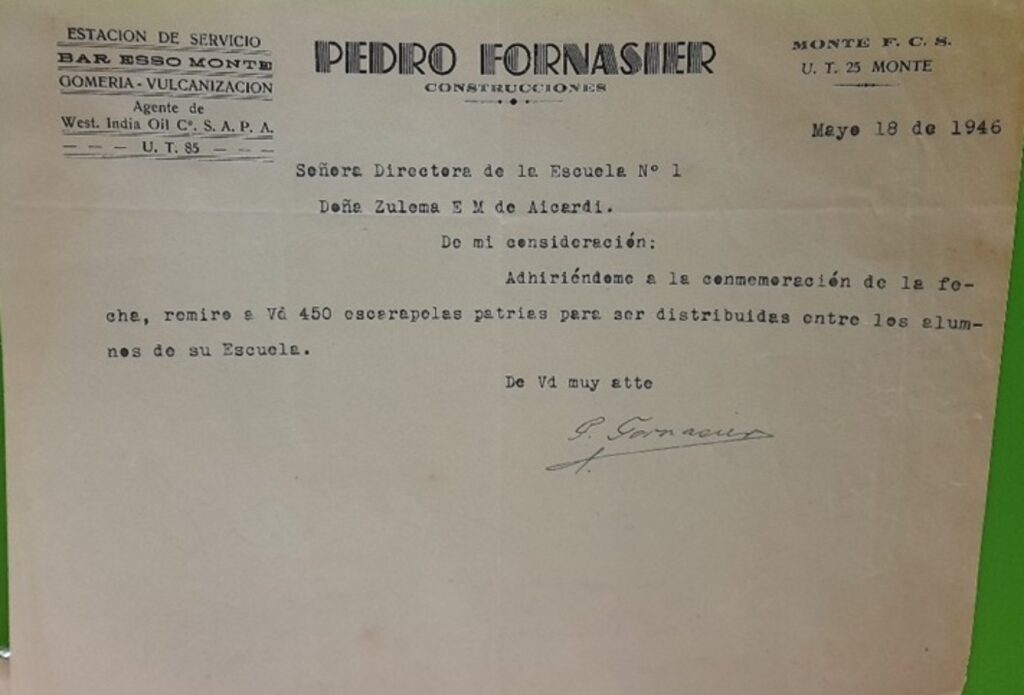 ESTACION DE SERVICIO
BAR ESSO MONTE
GOMERIA - VULCANIZACION
Agente de
West. India Oil Cº. S. A. P. A.
U. T. 85
PEDRO FORNASIER
CONSTRUCCIONES
MONTE F. C. S.
U. T. 25 MONTE
Mayo 18 de 1946
Señora Directora de la Escuela Nº 1
Doña Zulema E M de Aicardi.
De mi consideración:
Adhiriéndome a la conmemoración de la fe-
cha, remiro a Vd 450 escarapelas patrias para ser distribuidas entre los alum-
nos de su Escuela.
De Vd muy atte
P. Fornasier